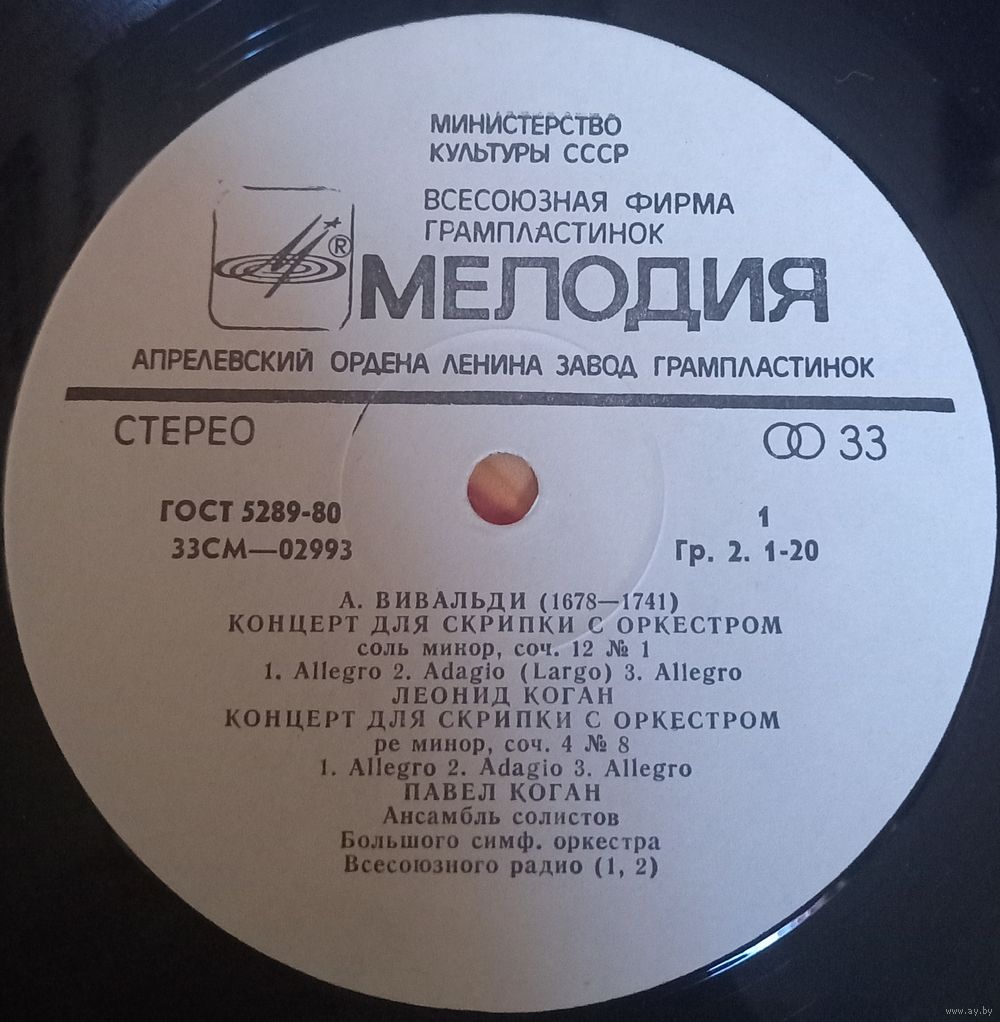 МИНИСТЕРСТВО
КУЛЬТУРЫ СССР
ВСЕСОЮЗНАЯ ФИРМА
ГРАМПЛАСТИНОК
®
МЕЛОДИЯ
АПРЕЛЕВСКИЙ ОРДЕНА ЛЕНИНА ЗАВОД ГРАМПЛАСТИНОК
СТЕРЕО
33
ГОСТ 5289-80
1
33СМ—02993
Гр. 2. 1-20
А. ВИВАЛЬДИ (1678—1741)
КОНЦЕРТ ДЛЯ СКРИПКИ С ОРКЕСТРОМ
соль минор, соч. 12 № 1
1. Allegro 2. Adagio (Largo) 3. Allegro
ЛЕОНИД КОГАН
КОНЦЕРТ ДЛЯ СКРИПКИ С ОРКЕСТРОМ
ре минор, соч. 4 № 8
1. Allegro 2. Adagio 3. Allegro
ПАВЕЛ КОГАН
Ансамбль солистов
Большого симф. оркестра
Всесоюзного радио (1, 2)
www.ay.by